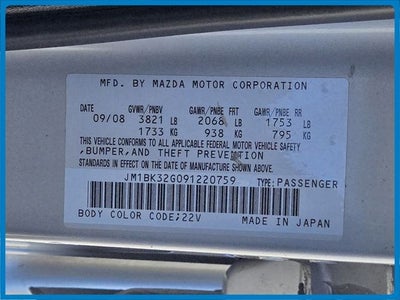 MFD. BY MAZDA MOTOR CORPORATION
DATE GVWR/PNBV GAWR/PNBE FRT GAWR/PNBE RR
09/08 3821 LB 2068 LB 1753 LB
1733 KG 938 KG 795 KG
THIS VEHICLE CONFORMS TO ALL APPLICABLE FEDERAL MOTOR VEHICLE SAFETY
,BUMPER,AND THEFT PREVENTION
STANDARDS IN EFFECT ON THE DATE OF MANUFACTURE SHOWN ABOVE.
JM1BK32G091220759 TYPE:PASSENGER
BODY COLOR CODE;22V MADE IN JAPAN